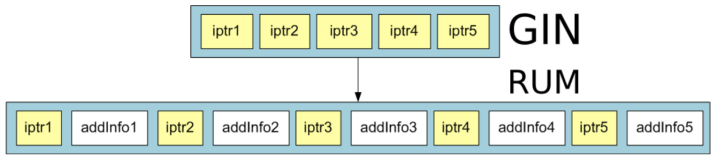 iptr1 iptr2 iptr3 iptr4 iptr5 GIN
RUM
iptr1 addInfo1 iptr2 addInfo2 iptr3 addInfo3 iptr4 addInfo4 iptr5 addInfo5